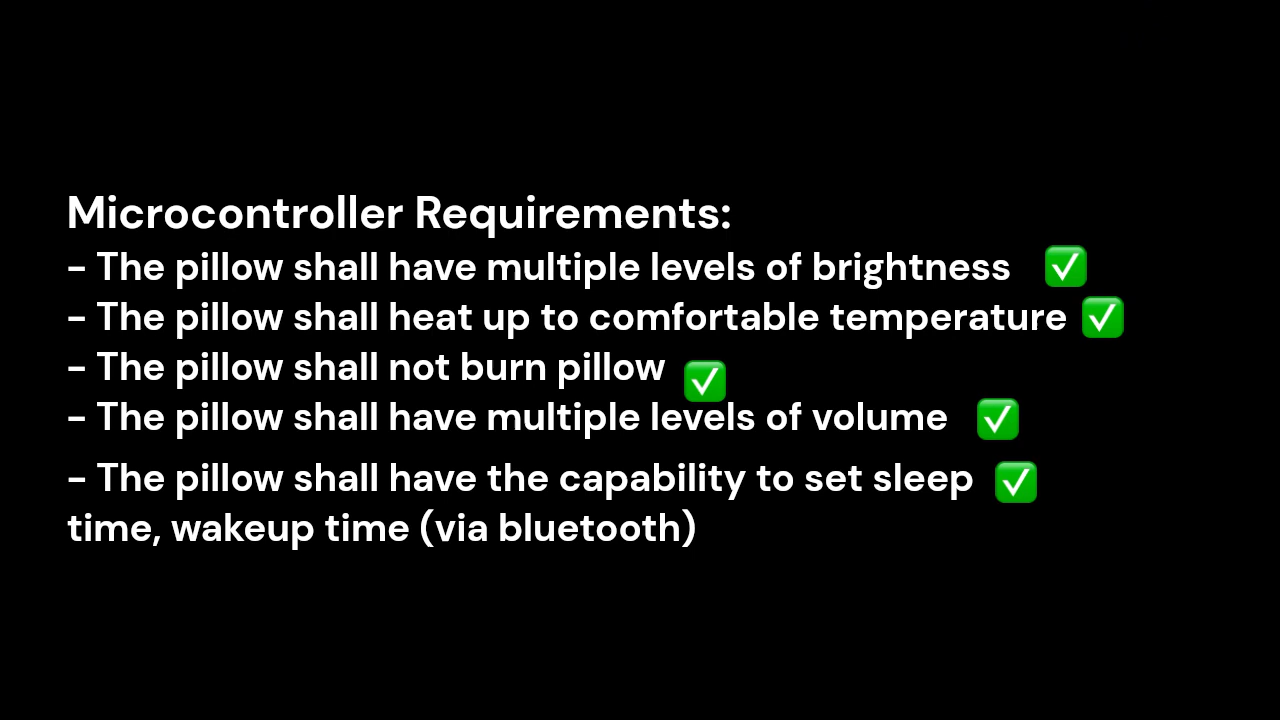 Microcontroller Requirements:
- The pillow shall have multiple levels of brightness ✅
- The pillow shall heat up to comfortable temperature ✅
- The pillow shall not burn pillow ✅
- The pillow shall have multiple levels of volume ✅
- The pillow shall have the capability to set sleep ✅
time, wakeup time (via bluetooth)